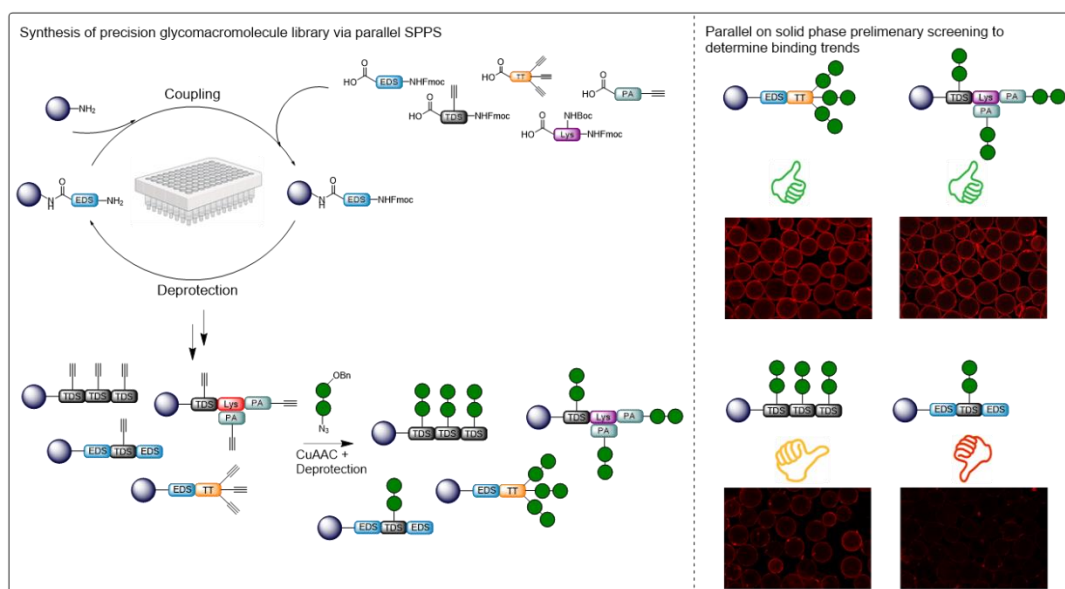 Synthesis of precision glycomacromolecule library via parallel SPPS
Coupling
NH2
HO
O
EDS
NHFmoc
HO
O
TDS
NHFmoc
HO
O
TT
HO
O
PA
HO
O
NHBoc
Lys
NHFmoc
O
N
H
EDS
NH2
O
N
H
EDS
NHFmoc
Deprotection
TDS TDS TDS
EDS TDS EDS
TDS Lys PA
PA
EDS TT
OBn
N3
CuAAC +
Deprotection
TDS TDS TDS
TDS Lys PA
PA
EDS TT
EDS TDS EDS
Parallel on solid phase prelimenary screening to
determine binding trends
EDS TT
TDS Lys PA
PA
TDS TDS TDS
EDS TDS EDS